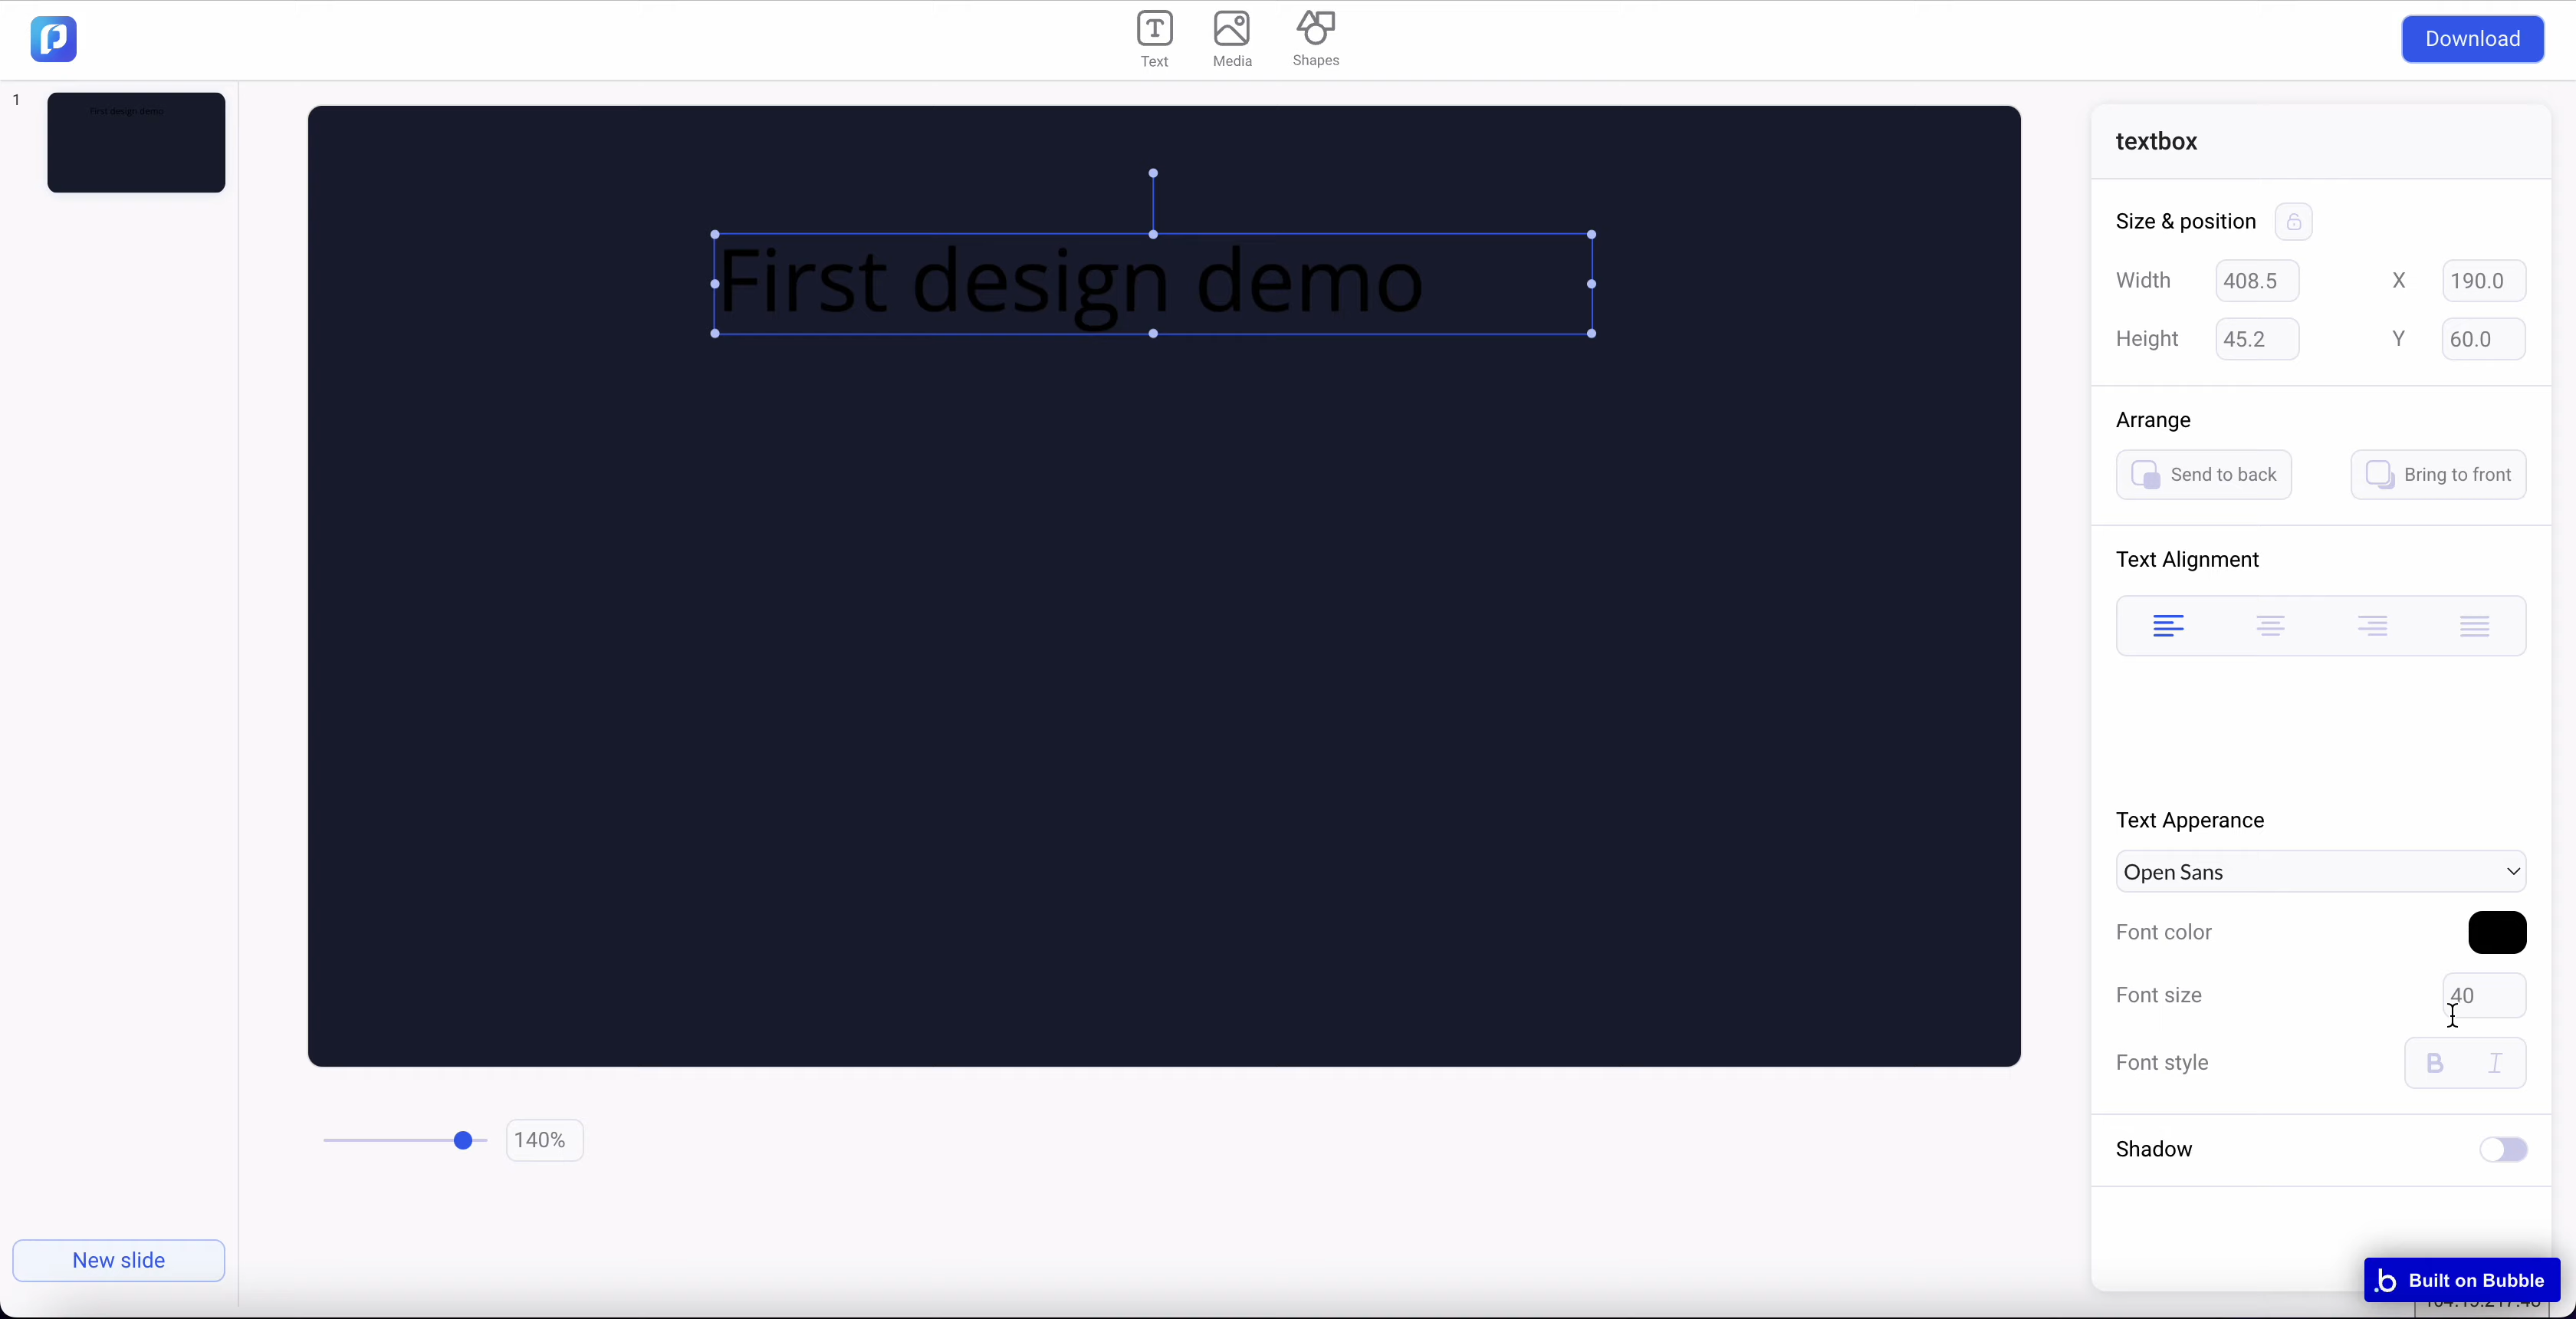 Text
Media
Shapes
Download
1
First design demo
First design demo
textbox
Size & position
Width 408.5 X 190.0
Height 45.2 Y 60.0
Arrange
Send to back Bring to front
Text Alignment
Text Apperance
Open Sans
Font color
Font size 40
Font style B I
Shadow
140%
New slide
Built on Bubble